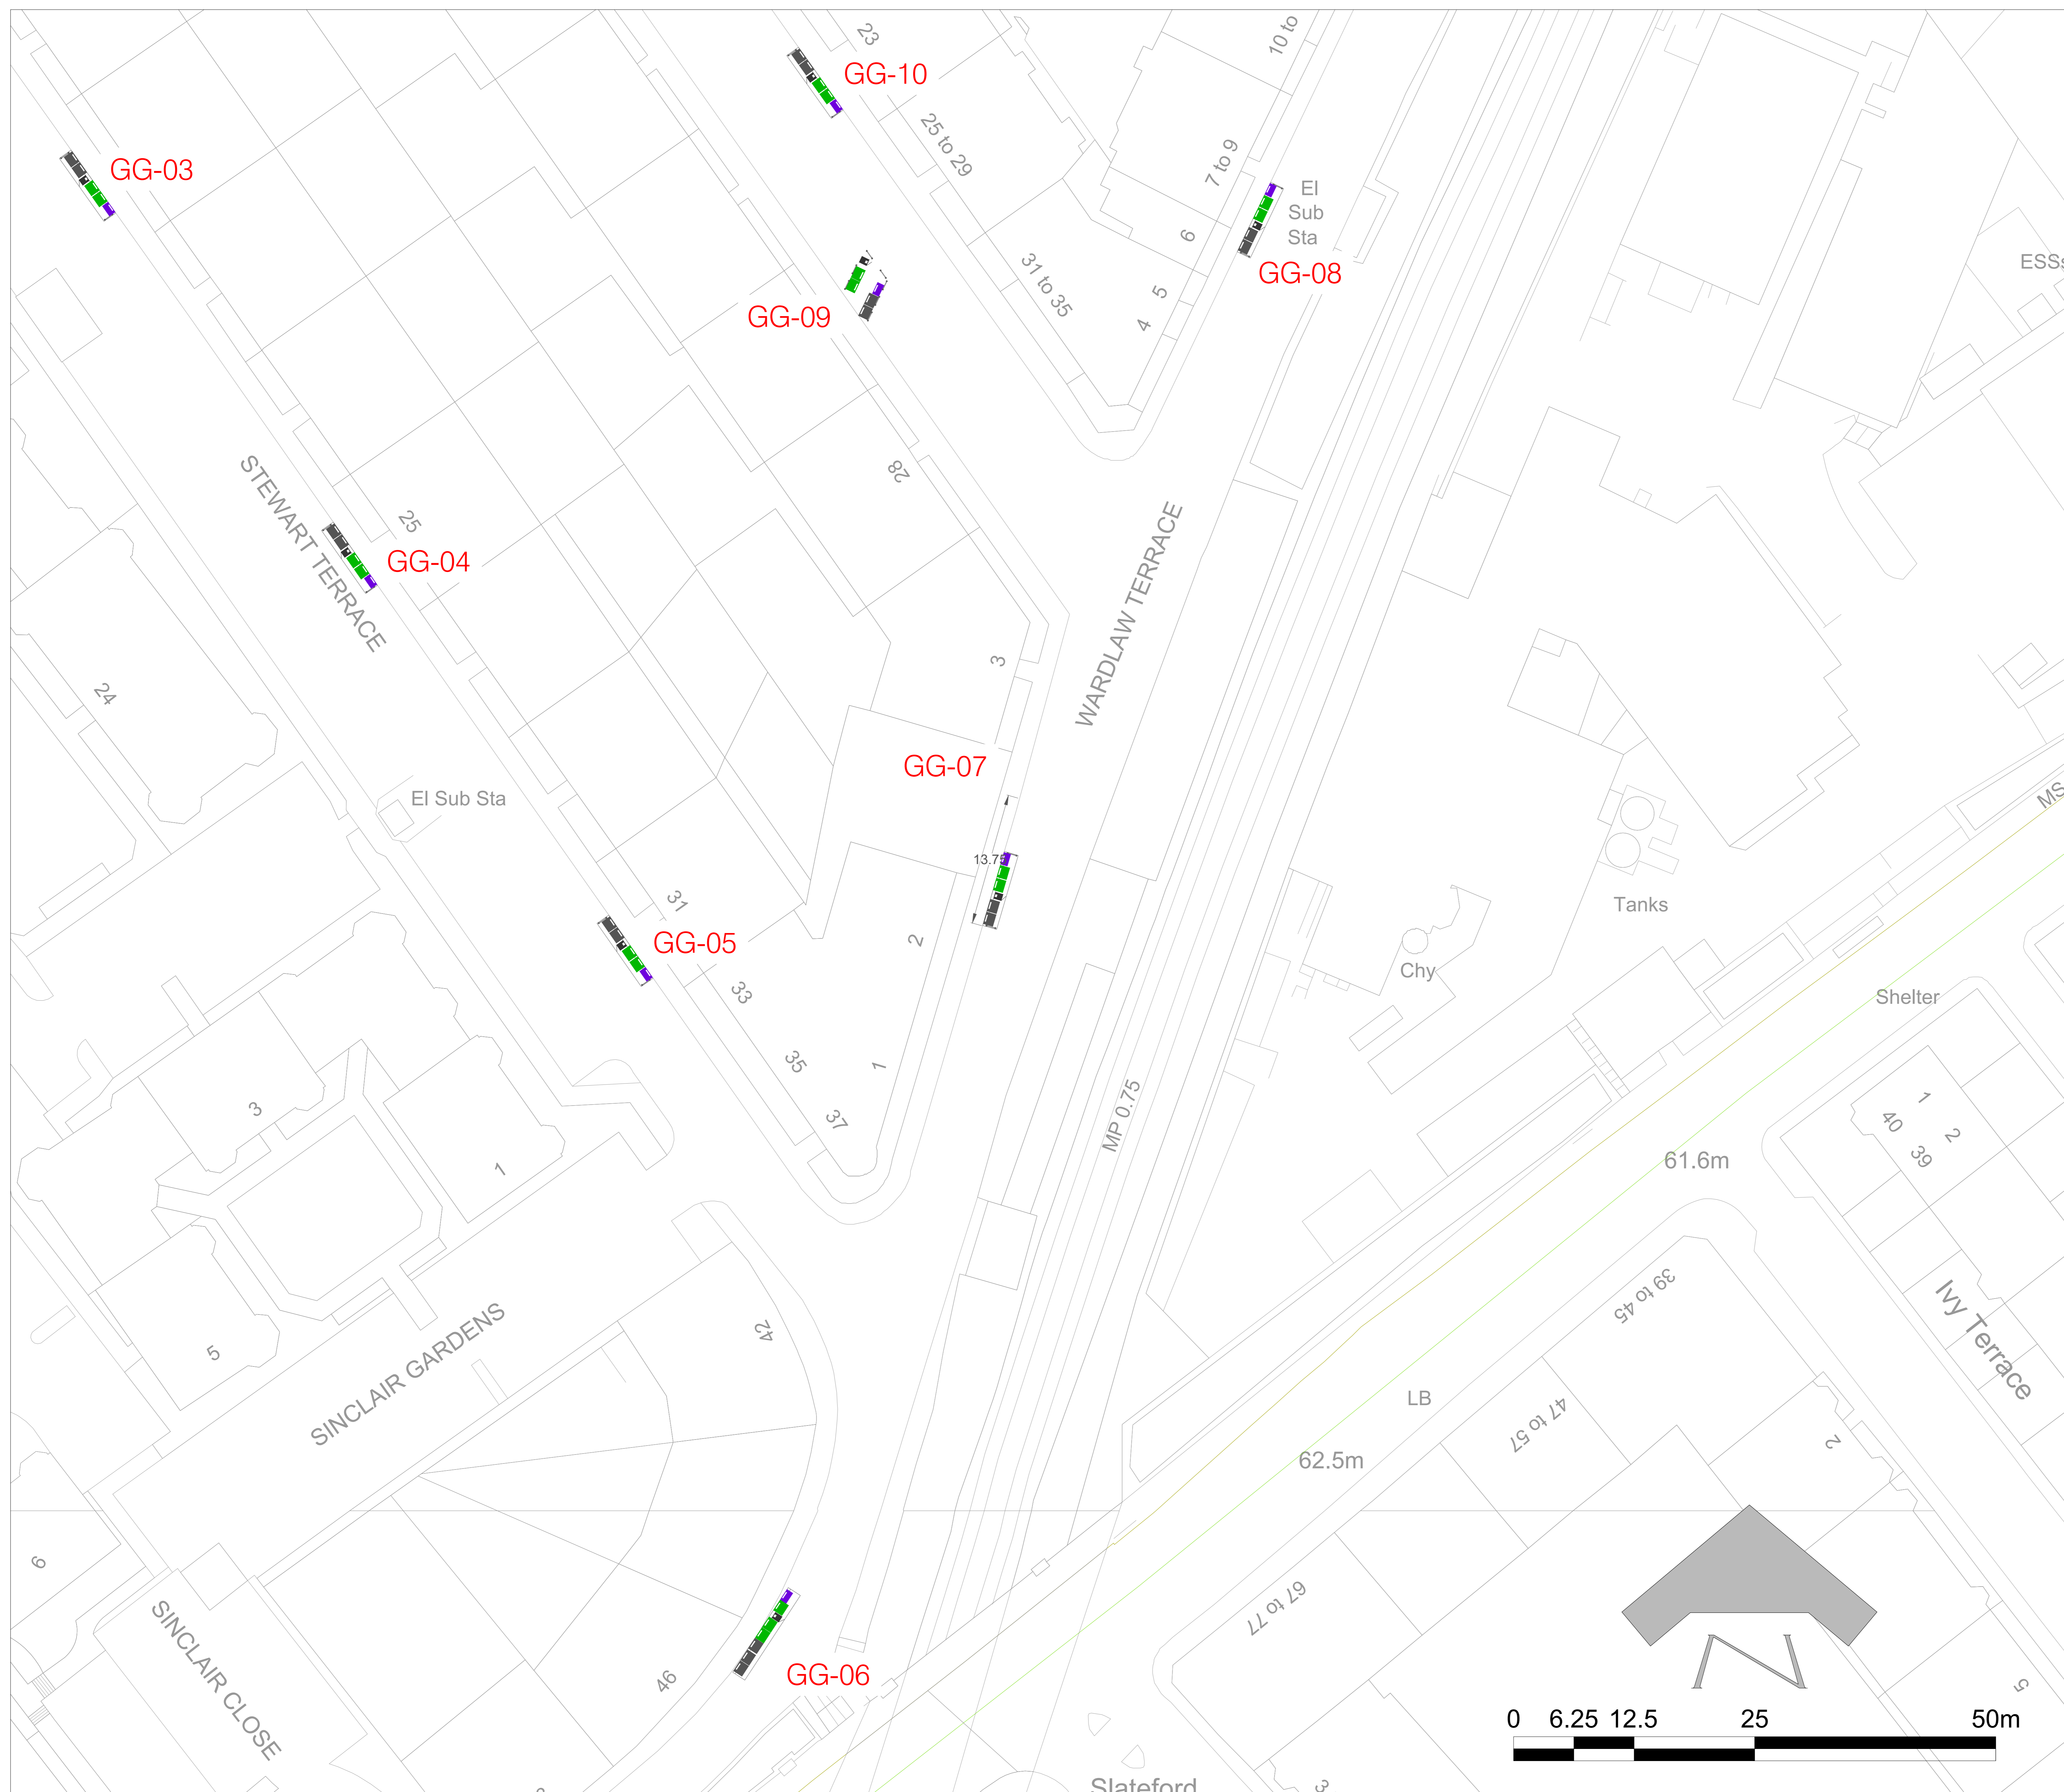 23
10 to
GG-10
25 to 29
GG-03
7 to 9
El
Sub
Sta
6
GG-08
ESSs
31 to 35
5
4
GG-09
28
STEWART TERRACE
25
GG-04
WARDLAW TERRACE
3
24
GG-07
El Sub Sta
MS
13.75
31
GG-05
2
33
Tanks
Chy
Shelter
35
1
37
MP 0.75
3
1
1
2
40
39
61.6m
5
42
39 to 45
Ivy Terrace
SINCLAIR GARDENS
LB
47 to 57
2
62.5m
6
67 to 77
SINCLAIR CLOSE
46
GG-06
5
0 6.25 12.5 25 50m
Slateford